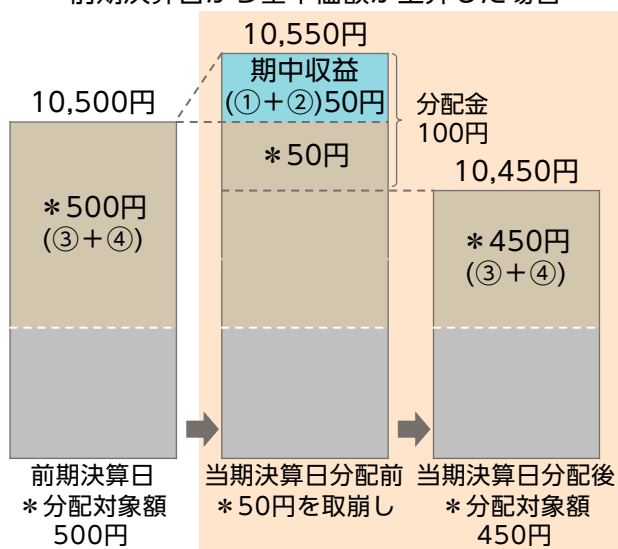 前期決算日から基準価額が上昇した場合
10,550円
期中収益
(①＋②)50円
10,500円
分配金
100円
＊50円
10,450円
＊500円
(③＋④)
＊450円
(③＋④)
前期決算日
＊分配対象額
500円
当期決算日分配前
＊50円を取崩し
当期決算日分配後
＊分配対象額
450円